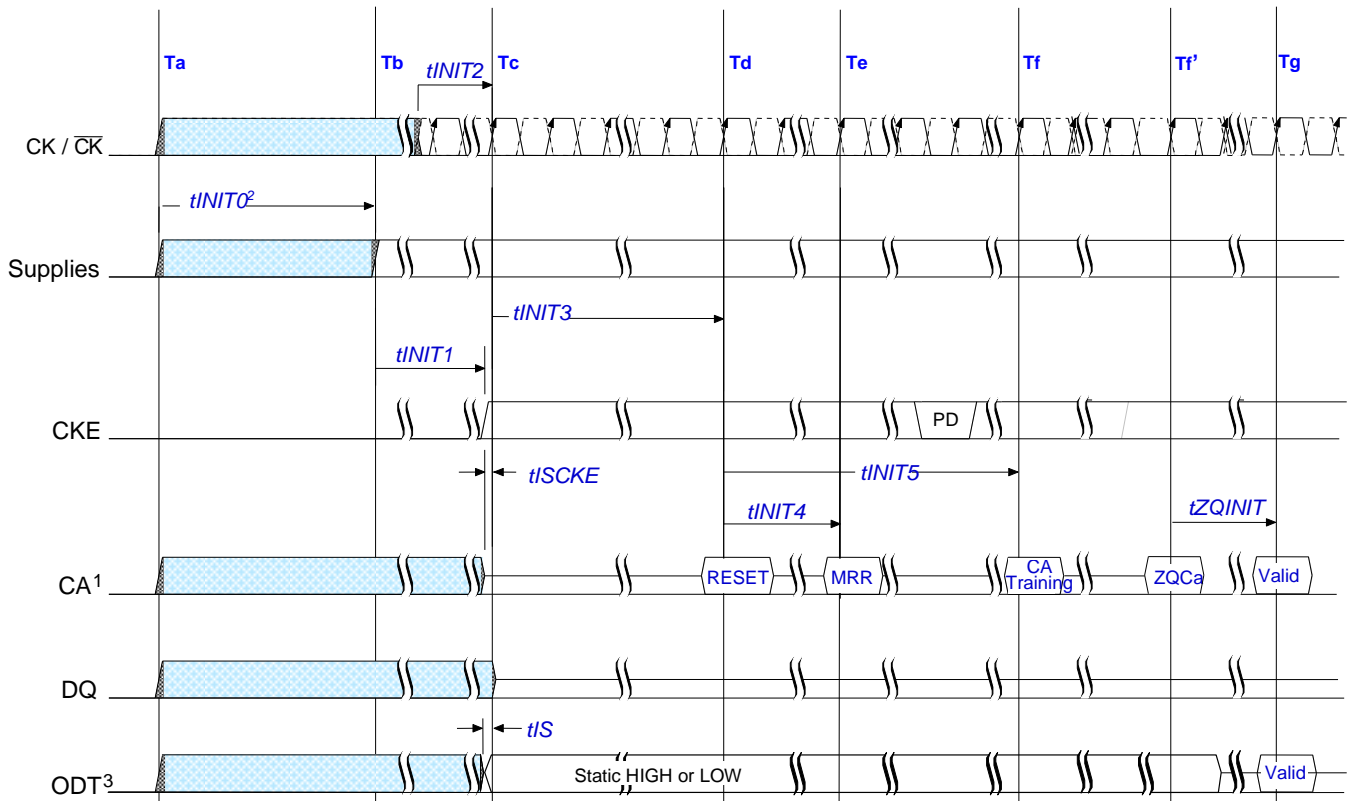 Ta Tb Tc Td Te Tf Tf’ Tg
tINIT2
CK / CK
tINIT0²
Supplies
tINIT3
tINIT1
CKE
PD
tISCKE
tINIT5
tINIT4
tZQINIT
CA¹
RESET
MRR
CA
Training
ZQCa
Valid
DQ
tIS
ODT³
Static HIGH or LOW
Valid